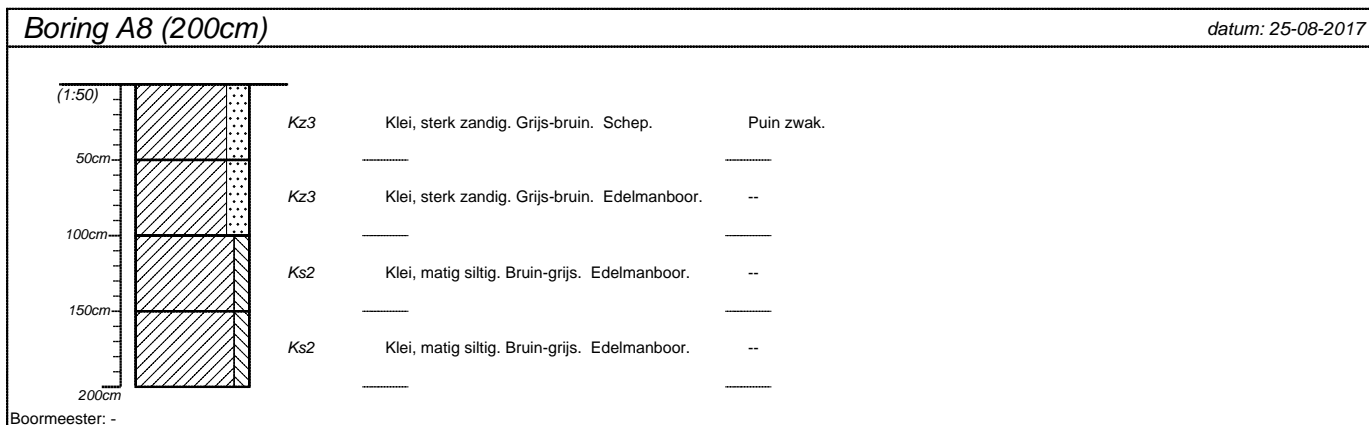 Boring A8 (200cm)
datum: 25-08-2017
(1:50)
Kz3 Klei, sterk zandig. Grijs-bruin. Schep. Puin zwak.
50cm
Kz3 Klei, sterk zandig. Grijs-bruin. Edelmanboor. --
100cm
Ks2 Klei, matig siltig. Bruin-grijs. Edelmanboor. --
150cm
Ks2 Klei, matig siltig. Bruin-grijs. Edelmanboor. --
200cm
Boormeester: -